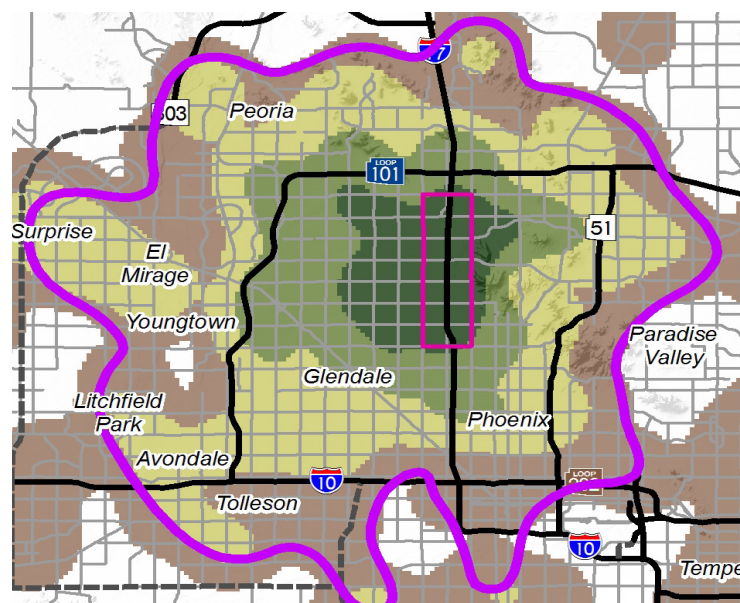 17
303
Peoria
LOOP
101
51
Surprise
El
Mirage
Youngtown
Paradise
Valley
Glendale
Litchfield
Park
Phoenix
Avondale
10
LOOP
Tolleson
10
Tempe